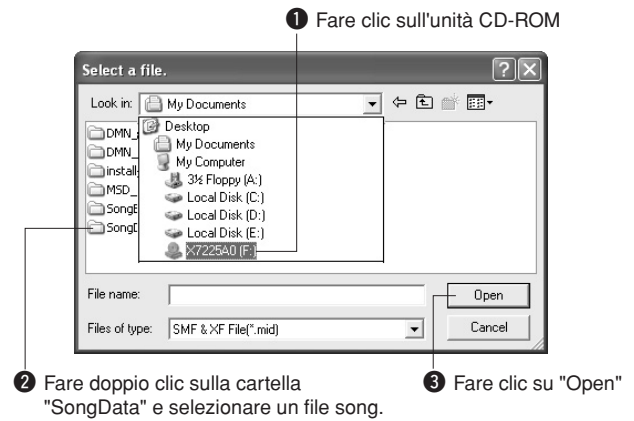 ❶ Fare clic sull'unità CD-ROM
Select a file.
Look in: My Documents
Desktop
My Documents
My Computer
3½ Floppy (A:)
Local Disk (C:)
Local Disk (D:)
Local Disk (E:)
X7225A0 (F:)
DMN_
DMN_
install
MSD_
File name:
Open
Files of type: SMF & XF File(*.mid)
Cancel
❷ Fare doppio clic sulla cartella
"SongData" e selezionare un file song.
❸ Fare clic su "Open"